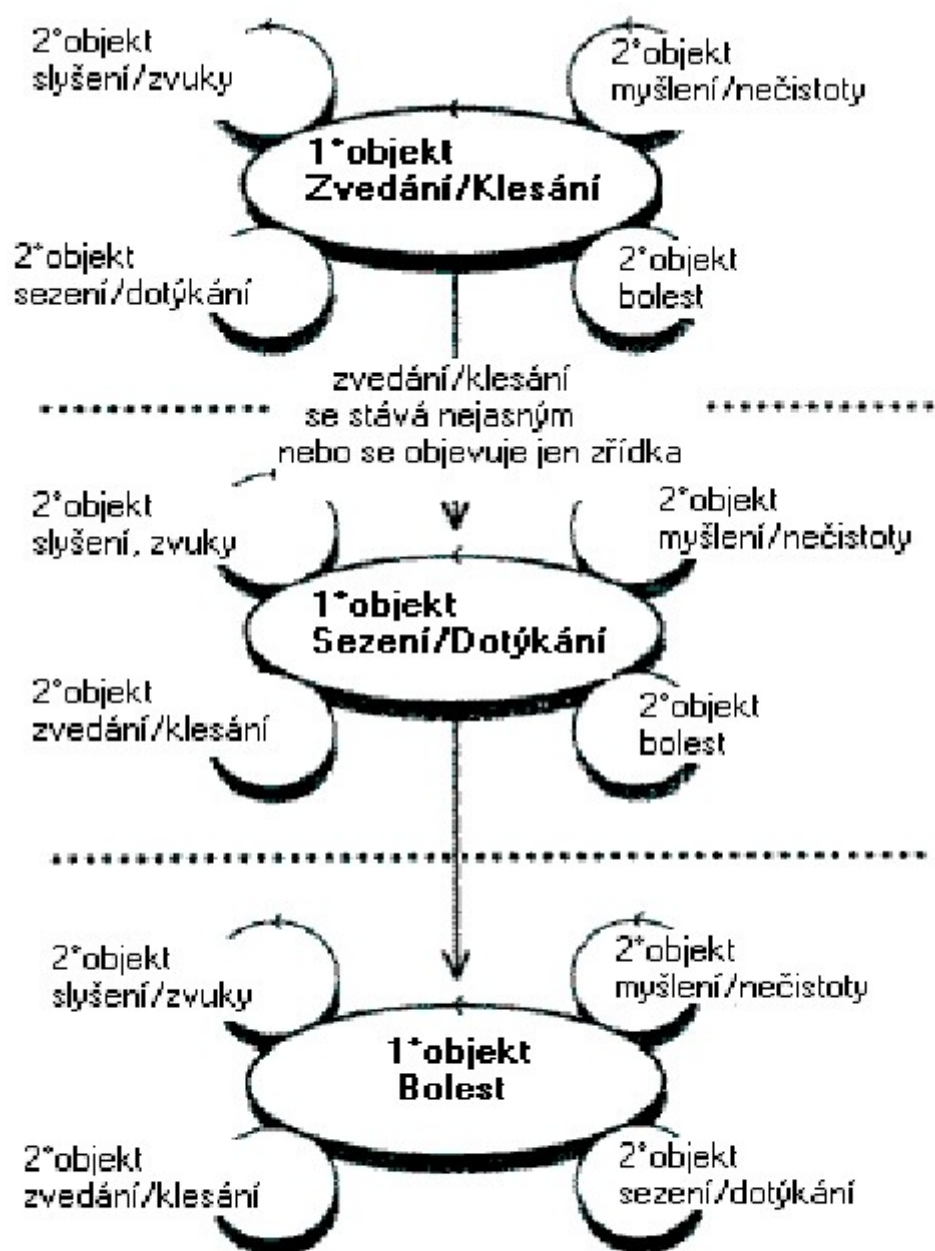 2°objekt
slyšení/zvuky
2°objekt
myšlení/nečistoty
1°objekt
Zvedání/Klesání
2°objekt
sezení/dotýkání
2°objekt
bolest
zvedání/klesání
se stává nejasným
nebo se objevuje jen zřídka
2°objekt
slyšení, zvuky
2°objekt
myšlení/nečistoty
1°objekt
Sezení/Dotýkání
2°objekt
zvedání/klesání
2°objekt
bolest
2°objekt
slyšení/zvuky
2°objekt
myšlení/nečistoty
1°objekt
Bolest
2°objekt
zvedání/klesání
2°objekt
sezení/dotýkání